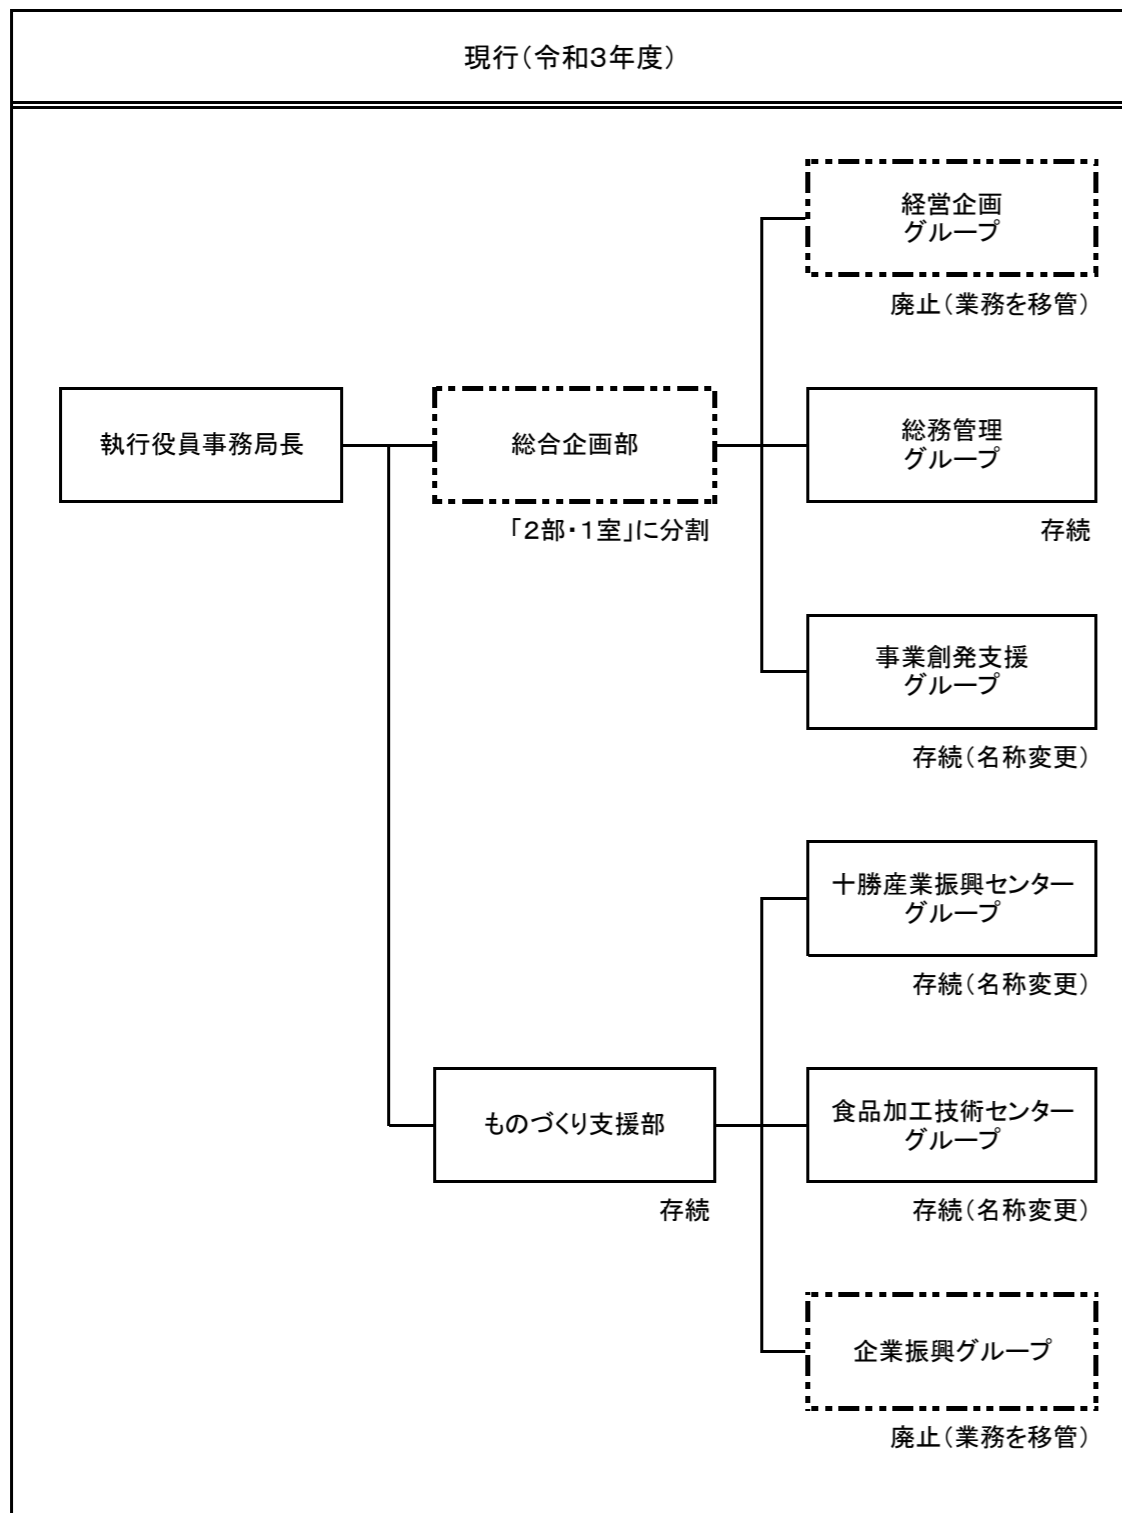 現行（令和３年度）
経営企画
グループ
廃止（業務を移管）
執行役員事務局長
総合企画部
「２部・１室」に分割
総務管理
グループ
存続
事業創発支援
グループ
存続（名称変更）
十勝産業振興センター
グループ
存続（名称変更）
ものづくり支援部
存続
食品加工技術センター
グループ
存続（名称変更）
企業振興グループ
廃止（業務を移管）